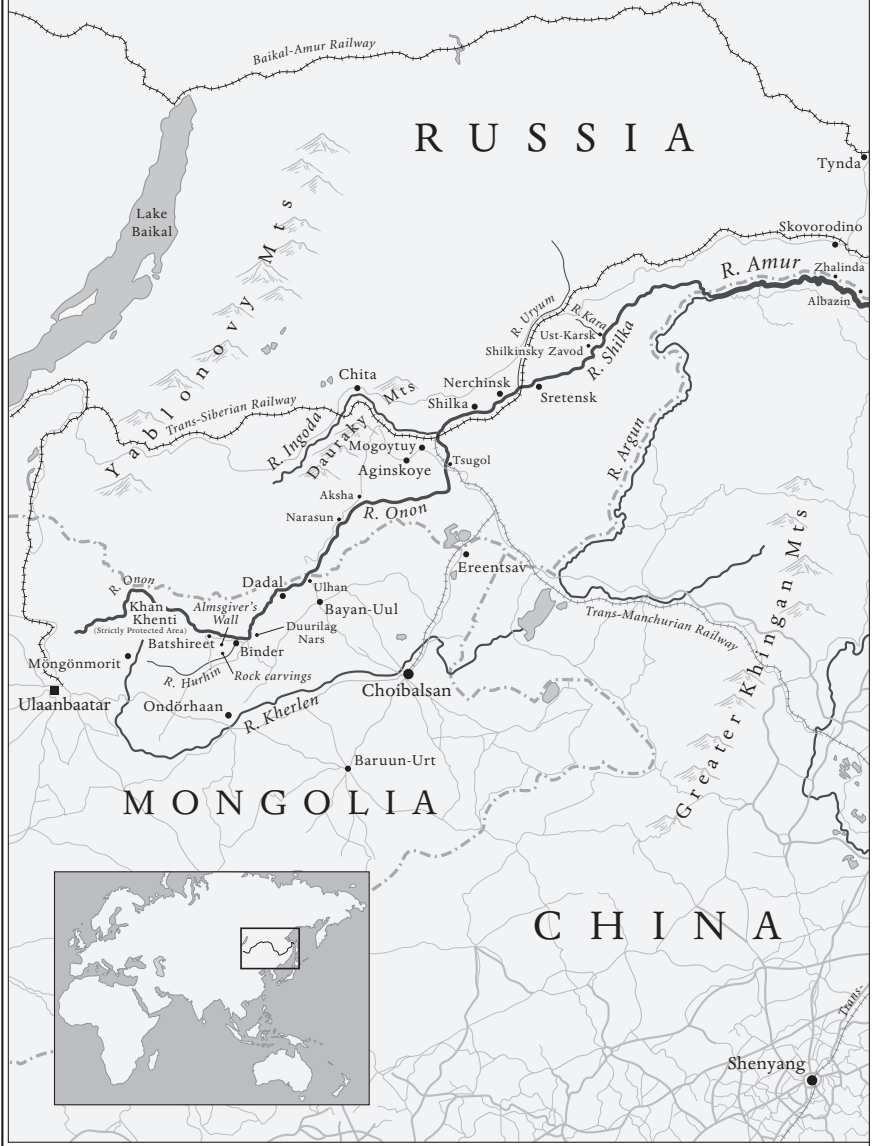 Baikal-Amur Railway
RUSSIA
Tynda
Lake
Baikal
Skovorodino
R. Amur
Zhalinda
Albazin
Yablonovy Mts
R. Uryum
R. Kara
Ust-Karsk
Shilkinsky Zavod
R. Shilka
Chita
Nerchinsk
Shilka
Sretensk
Trans-Siberian Railway
R. Ingoda
Dauraky Mts
Mogoytuy
Aginskoye
Tsugol
R. Argun
Aksha
Narasun
R. Onon
Ereentsav
R. Onon
Dadal
Ulhan
Khan
Khenti
(Strictly Protected Area)
Almsgiver's
Wall
Bayan-Uul
Duurilag
Nars
Batshireet
Binder
Trans-Manchurian Railway
Möngönmorit
R. Hurhin
Rock carvings
Ulaanbaatar
Ondörhaan
R. Kherlen
Choibalsan
Greater Khingan Mts
Baruun-Urt
MONGOLIA
CHINA
Trans-
Shenyang